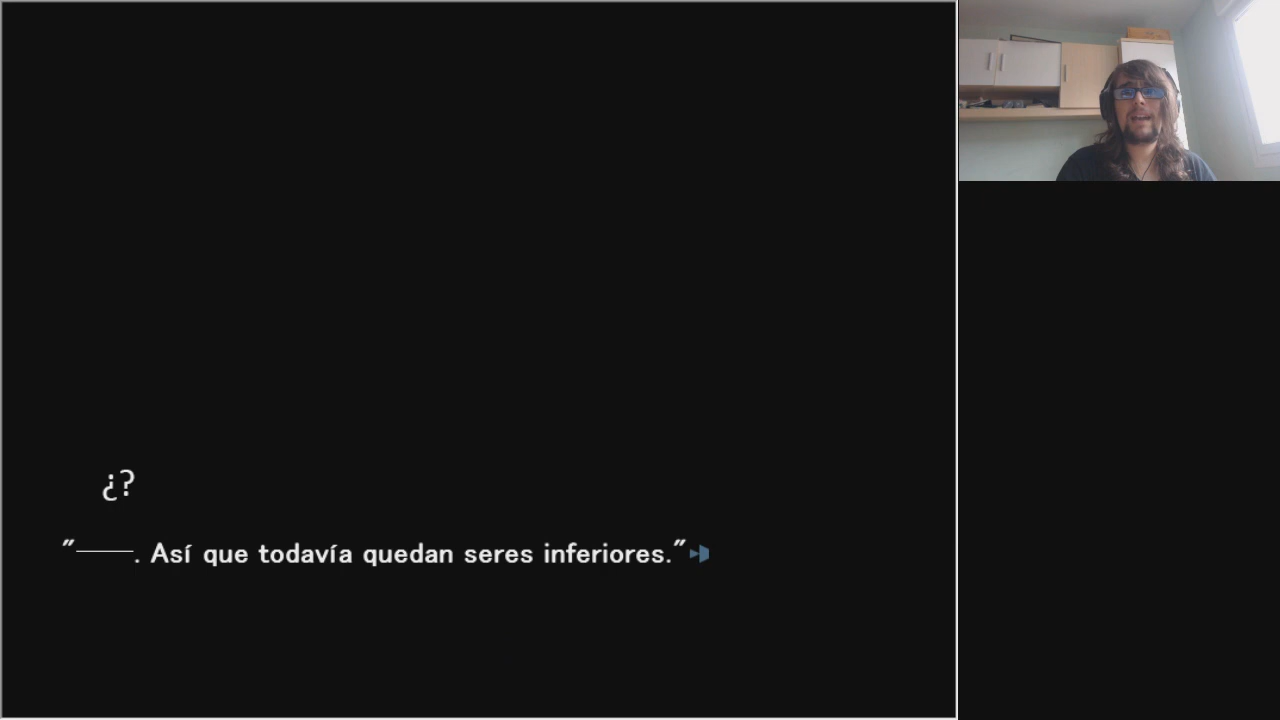 ¿?
"———. Así que todavía quedan seres inferiores."